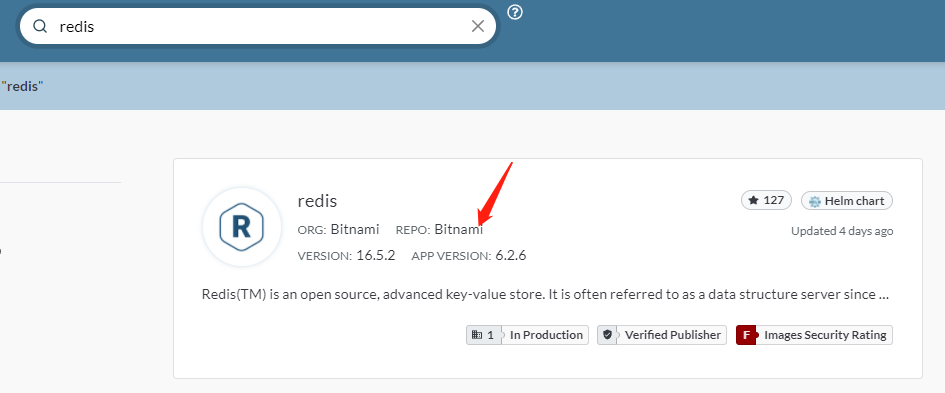 redis
"redis"
redis
★ 127 Helm chart
ORG: Bitnami REPO: Bitnami
Updated 4 days ago
VERSION: 16.5.2 APP VERSION: 6.2.6
Redis(TM) is an open source, advanced key-value store. It is often referred to as a data structure server since ...
1 In Production Verified Publisher F Images Security Rating
R